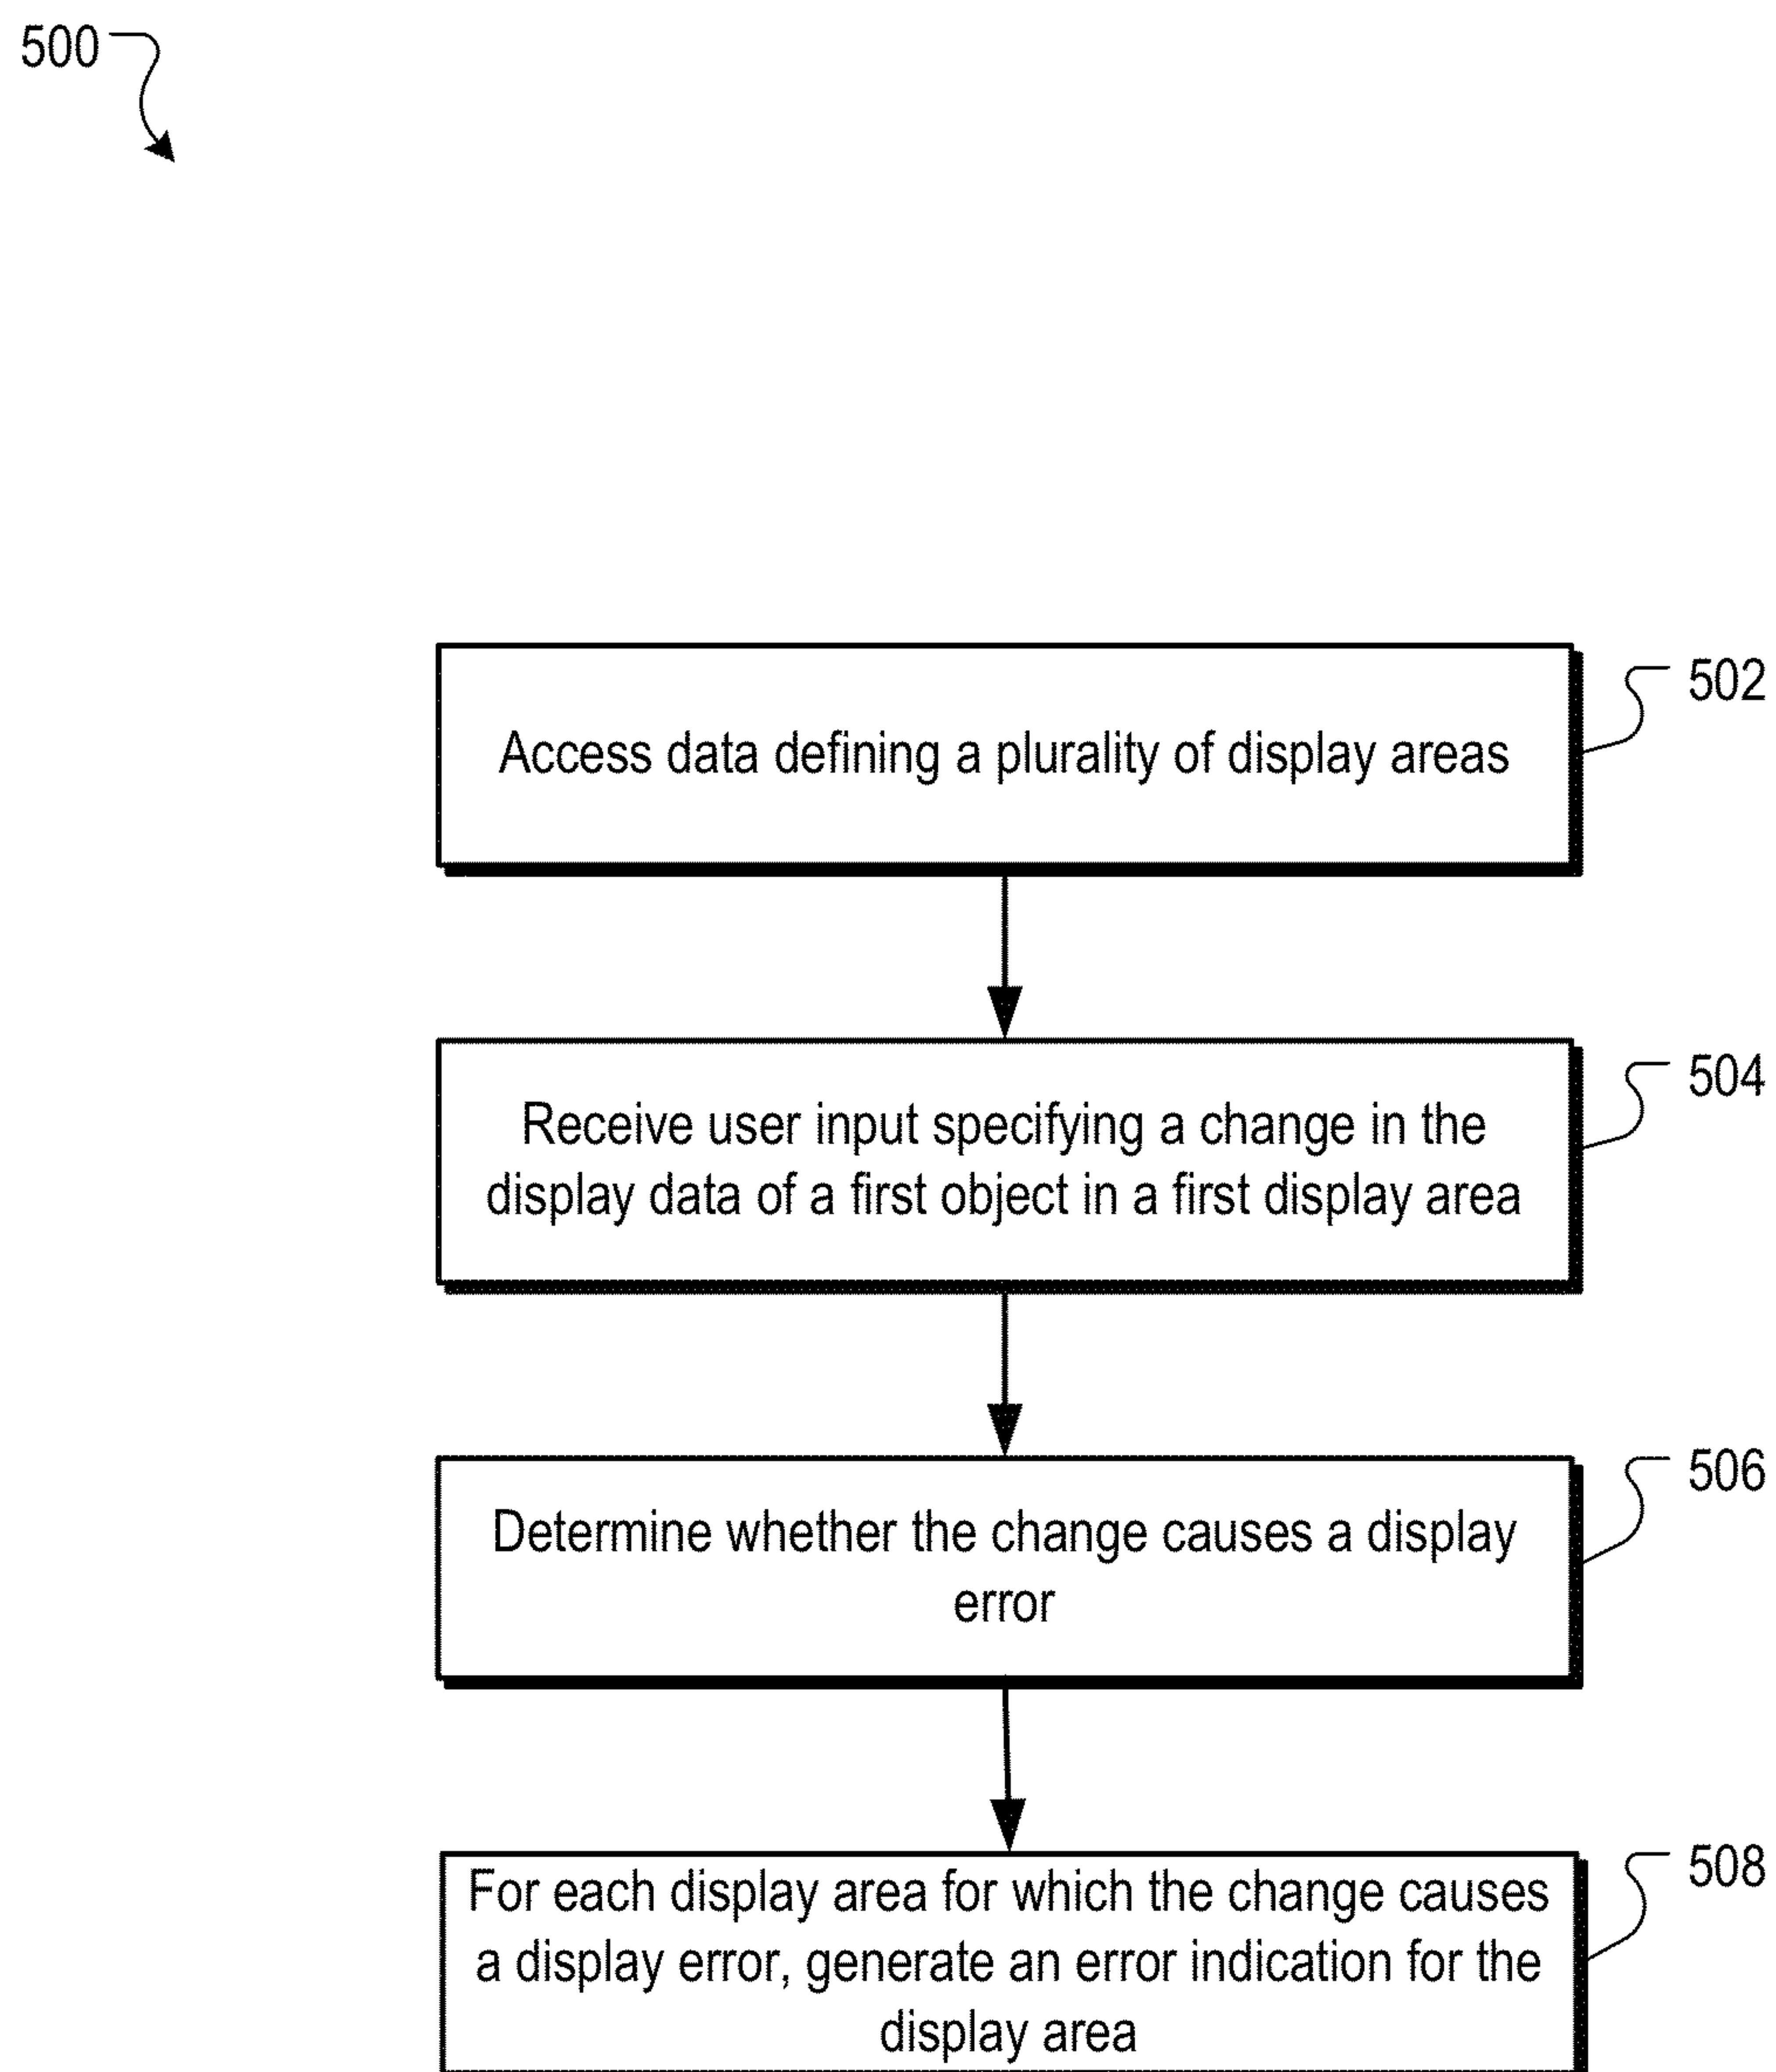 500
Access data defining a plurality of display areas
502
Receive user input specifying a change in the
display data of a first object in a first display area
504
Determine whether the change causes a display
error
506
For each display area for which the change causes
a display error, generate an error indication for the
display area
508